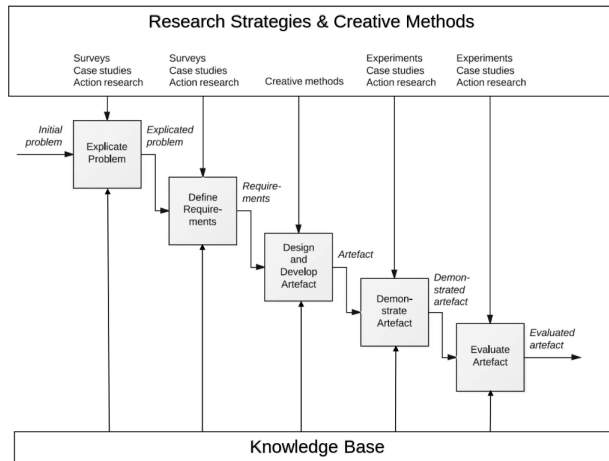 Research Strategies & Creative Methods
Surveys
Case studies
Action research
Surveys
Case studies
Action research
Creative methods
Experiments
Case studies
Action research
Experiments
Case studies
Action research
Initial
problem
Explicate
Problem
Explicated
problem
Define
Require-
ments
Require-
ments
Design
and
Develop
Artefact
Artefact
Demon-
strate
Artefact
Demon-
strated
artefact
Evaluate
Artefact
Evaluated
artefact
Knowledge Base